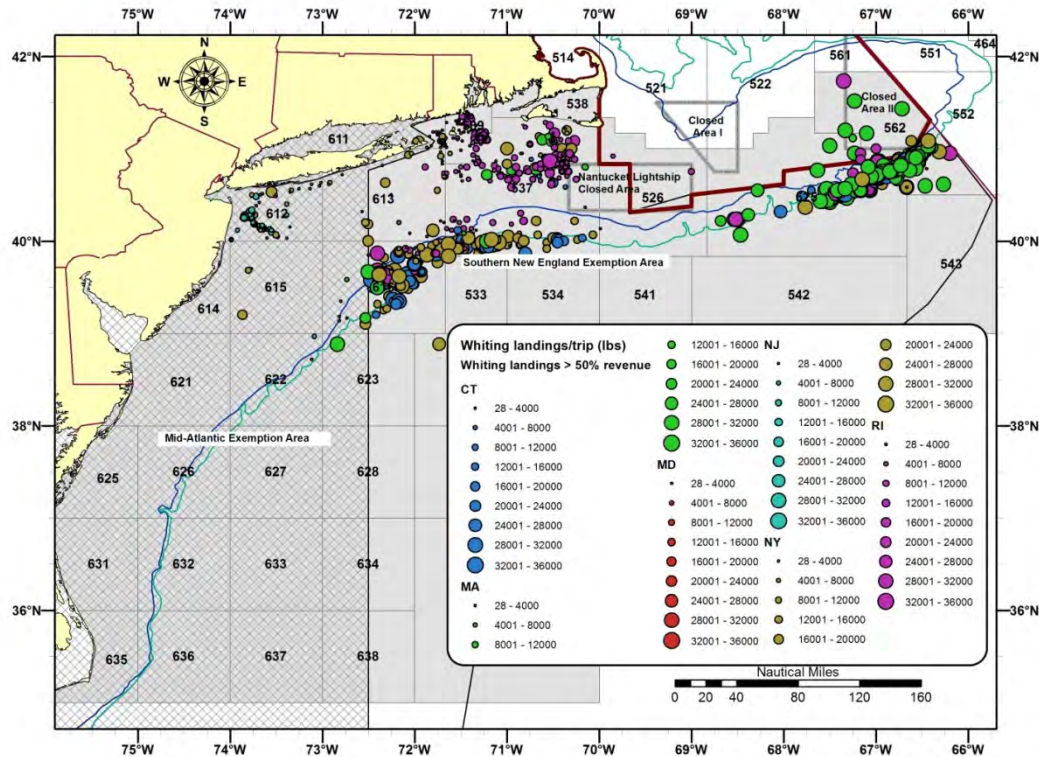 75°W 74°W 73°W 72°W 71°W 70°W 69°W 68°W 67°W 66°W
42°N 42°N
N
W E
S
514
464
551
561
522
521
538
Closed Area I
Closed Area II
552
562
611
537
Nantucket Lightship Closed Area
526
613
612
40°N 40°N
Southern New England Exemption Area
543
615
614
533 534 541 542
621 622 623
38°N 38°N
Mid-Atlantic Exemption Area
625 626 627 628
631 632 633 634
36°N 36°N
635 636 637 638
Whiting landings/trip (lbs)
Whiting landings > 50% revenue
CT
28 - 4000
4001 - 8000
8001 - 12000
12001 - 16000
16001 - 20000
20001 - 24000
24001 - 28000
28001 - 32000
32001 - 36000
MA
28 - 4000
4001 - 8000
8001 - 12000
12001 - 16000
16001 - 20000
20001 - 24000
24001 - 28000
28001 - 32000
32001 - 36000
MD
28 - 4000
4001 - 8000
8001 - 12000
12001 - 16000
16001 - 20000
20001 - 24000
24001 - 28000
28001 - 32000
32001 - 36000
NJ
28 - 4000
4001 - 8000
8001 - 12000
12001 - 16000
16001 - 20000
20001 - 24000
24001 - 28000
28001 - 32000
32001 - 36000
NY
28 - 4000
4001 - 8000
8001 - 12000
12001 - 16000
16001 - 20000
20001 - 24000
24001 - 28000
28001 - 32000
32001 - 36000
RI
28 - 4000
4001 - 8000
8001 - 12000
12001 - 16000
16001 - 20000
20001 - 24000
24001 - 28000
28001 - 32000
32001 - 36000
Nautical Miles
0 20 40 80 120 160
75°W 74°W 73°W 72°W 71°W 70°W 69°W 68°W 67°W 66°W